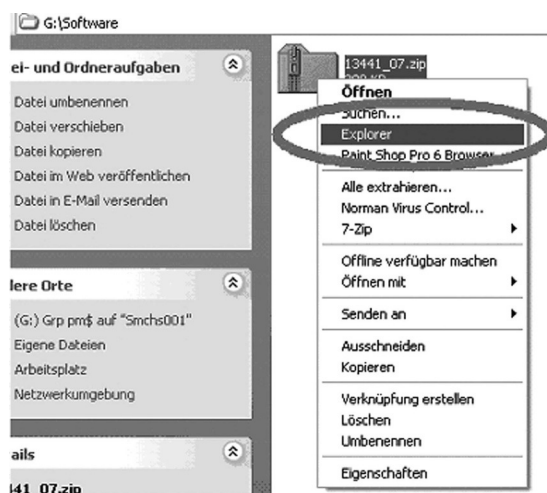 G:\Software
ei- und Ordneraufgaben
Datei umbenennen
Datei verschieben
Datei kopieren
Datei im Web veröffentlichen
Datei in E-Mail versenden
Datei löschen
dere Orte
(G:) Grp pm$ auf "Smchs001"
Eigene Dateien
Arbeitsplatz
Netzwerkumgebung
ails
441_07.zip
13441_07.zip
Öffnen
Suchen...
Explorer
Paint Shop Pro 6 Browser
Alle extrahieren...
Norman Virus Control...
7-Zip
Offline verfügbar machen
Öffnen mit
Senden an
Ausschneiden
Kopieren
Verknüpfung erstellen
Löschen
Umbenennen
Eigenschaften